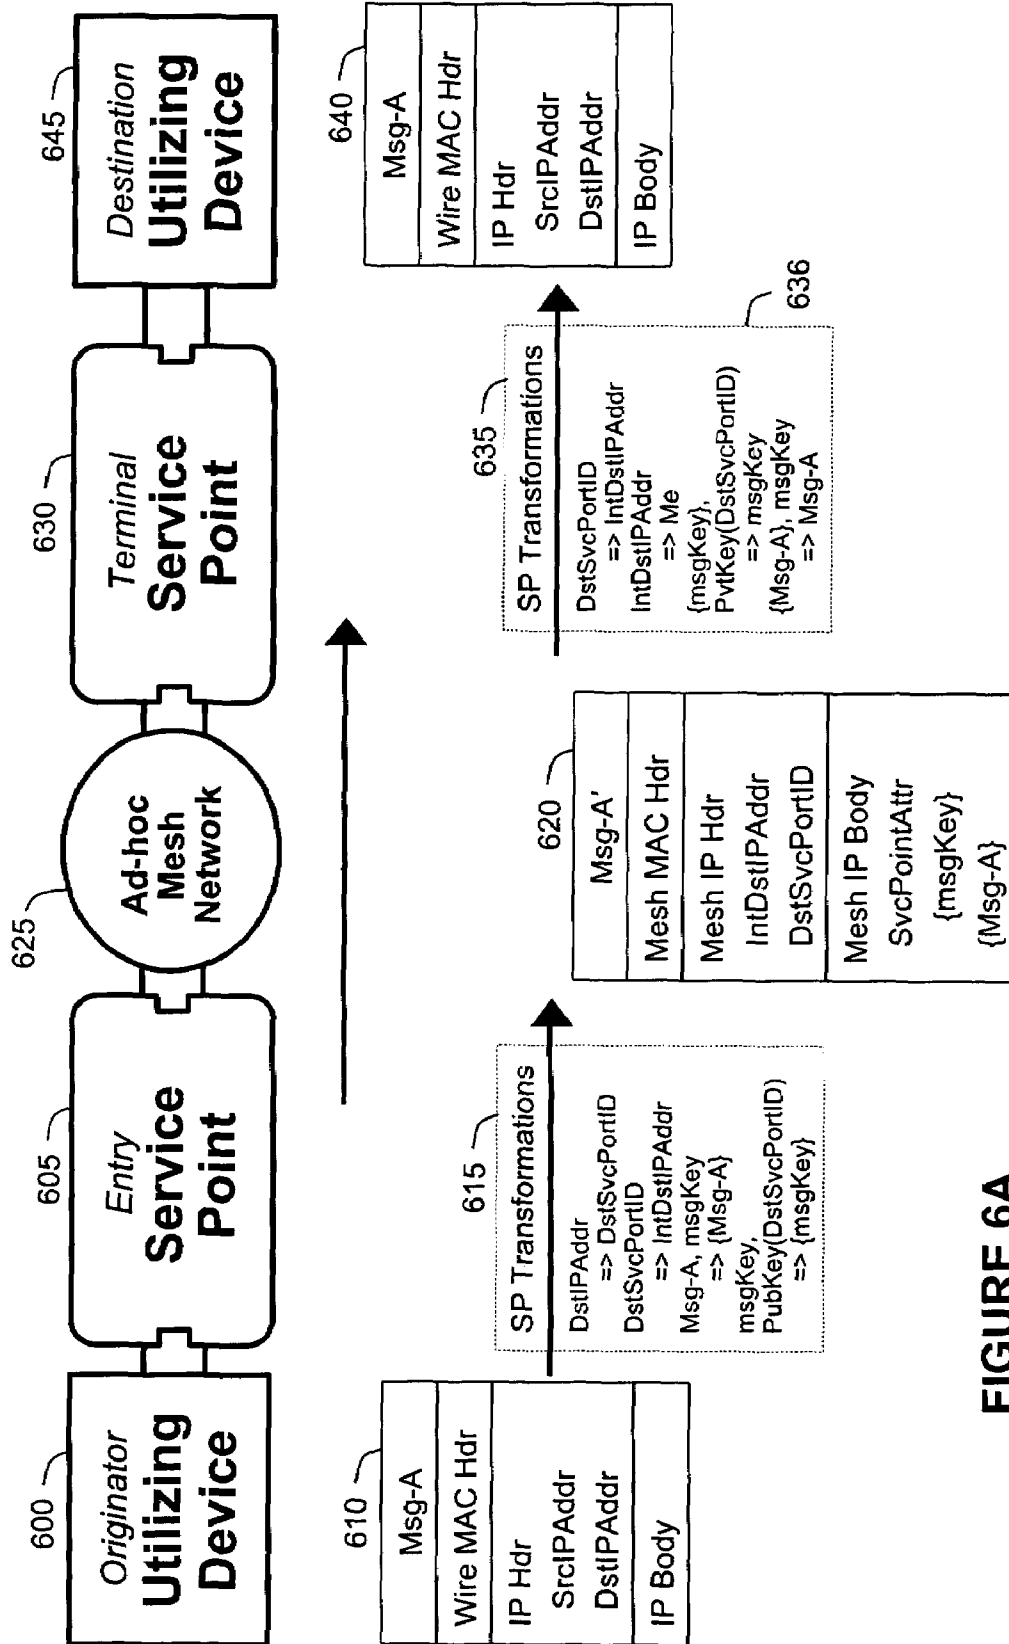 600
Originator
Utilizing
Device
605
Entry
Service
Point
625
Ad-hoc
Mesh
Network
630
Terminal
Service
Point
645
Destination
Utilizing
Device
610
Msg-A
Wire MAC Hdr
IP Hdr
SrcIPAddr
DstIPAddr
IP Body
615
SP Transformations
DstIPAddr
=> DstSvcPortID
DstSvcPortID
=> IntDstIPAddr
Msg-A, msgKey
=> {Msg-A}
msgKey,
PubKey(DstSvcPortID)
=> {msgKey}
620
Msg-A'
Mesh MAC Hdr
Mesh IP Hdr
IntDstIPAddr
DstSvcPortID
Mesh IP Body
SvcPointAttr
{msgKey}
{Msg-A}
635
SP Transformations
DstSvcPortID
=> IntDstIPAddr
IntDstIPAddr
=> Me
{msgKey},
PvtKey(DstSvcPortID)
=> msgKey
{Msg-A}, msgKey
=> Msg-A
636
640
Msg-A
Wire MAC Hdr
IP Hdr
SrcIPAddr
DstIPAddr
IP Body
FIGURE 6A